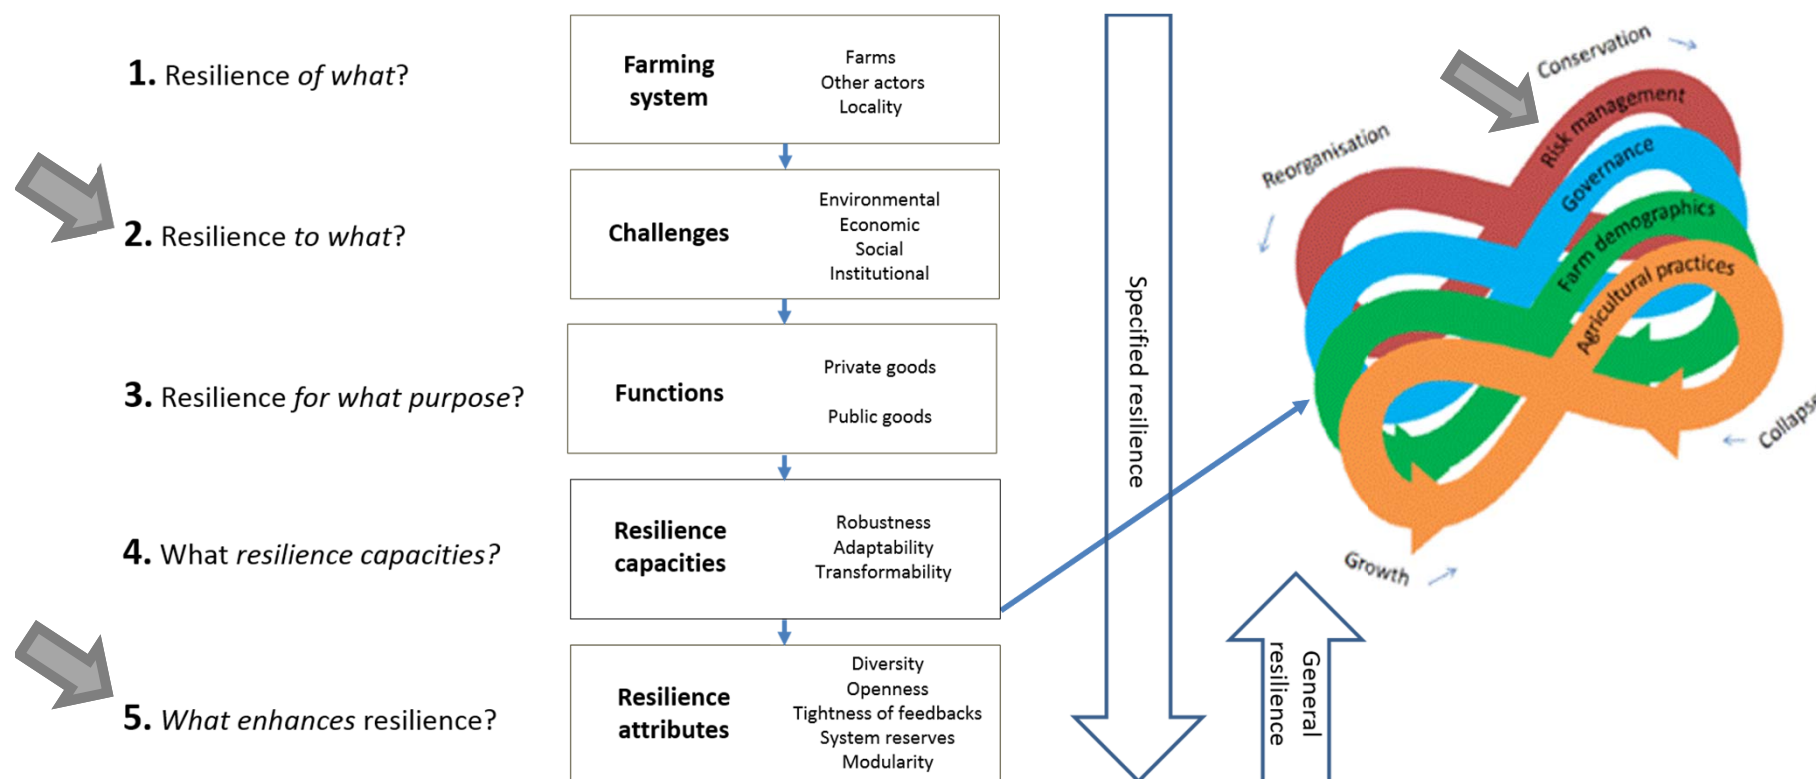 1. Resilience of what?
Farming
system
Farms
Other actors
Locality
2. Resilience to what?
Challenges
Environmental
Economic
Social
Institutional
3. Resilience for what purpose?
Functions
Private goods
Public goods
4. What resilience capacities?
Resilience
capacities
Robustness
Adaptability
Transformability
5. What enhances resilience?
Resilience
attributes
Diversity
Openness
Tightness of feedbacks
System reserves
Modularity
Specified resilience
General
resilience
Reorganisation
Conservation
Risk management
Governance
Farm demographics
Agricultural practices
Collapse
Growth